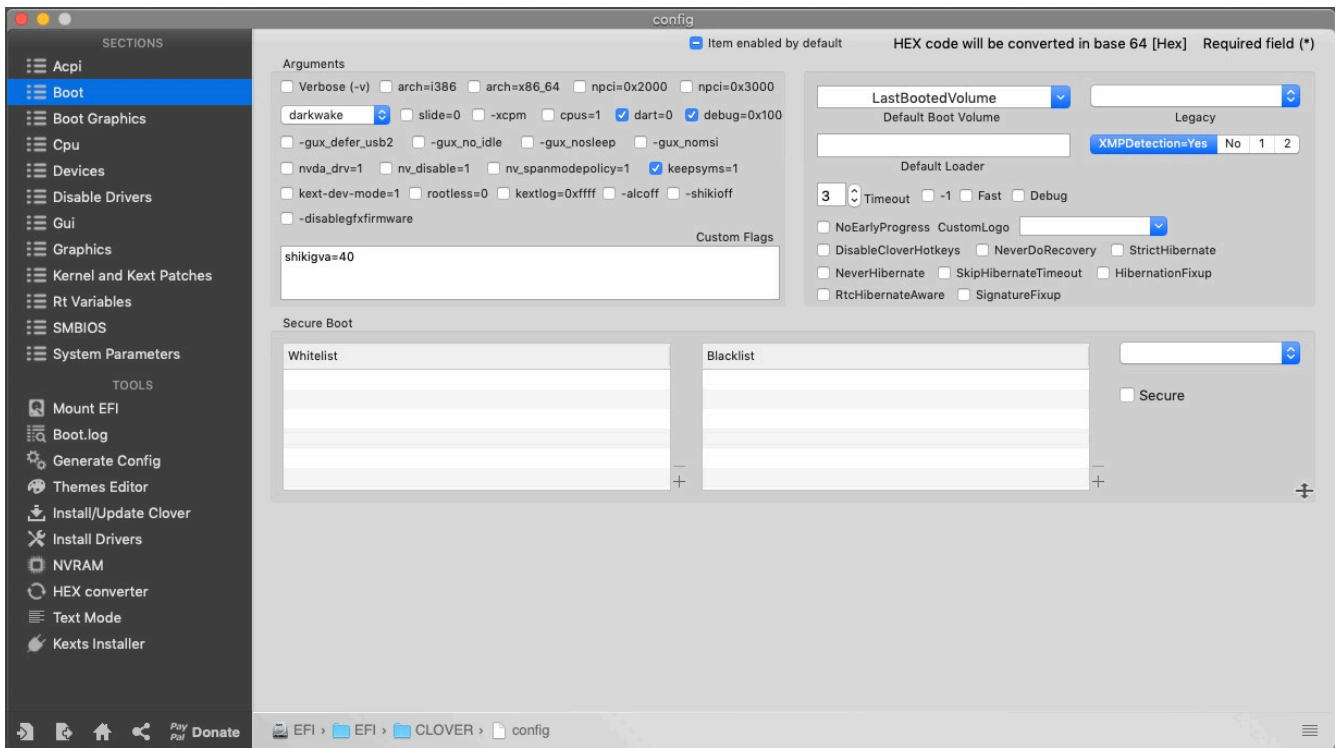 config
SECTIONS
Acpi
Boot
Boot Graphics
Cpu
Devices
Disable Drivers
Gui
Graphics
Kernel and Kext Patches
Rt Variables
SMBIOS
System Parameters
TOOLS
Mount EFI
Boot.log
Generate Config
Themes Editor
Install/Update Clover
Install Drivers
NVRAM
HEX converter
Text Mode
Kexts Installer
Pay Pal Donate
Item enabled by default HEX code will be converted in base 64 [Hex] Required field (*)
Arguments
Verbose (-v) arch=i386 arch=x86_64 npci=0x2000 npci=0x3000
darkwake slide=0 -xcpm cpus=1 dart=0 debug=0x100
-gux_defer_usb2 -gux_no_idle -gux_nosleep -gux_nomsi
nvda_drv=1 nv_disable=1 nv_spanmodepolicy=1 keepsyms=1
kext-dev-mode=1 rootless=0 kextlog=0xffff -alcoff -shikioff
-disablegfxfirmware
Custom Flags
shikigva=40
LastBootedVolume
Default Boot Volume Legacy
XMPDetection=Yes No 1 2
Default Loader
3 Timeout -1 Fast Debug
NoEarlyProgress CustomLogo
DisableCloverHotkeys NeverDoRecovery StrictHibernate
NeverHibernate SkipHibernateTimeout HibernationFixup
RtcHibernateAware SignatureFixup
Secure Boot
Whitelist Blacklist
Secure
EFI › EFI › CLOVER › config